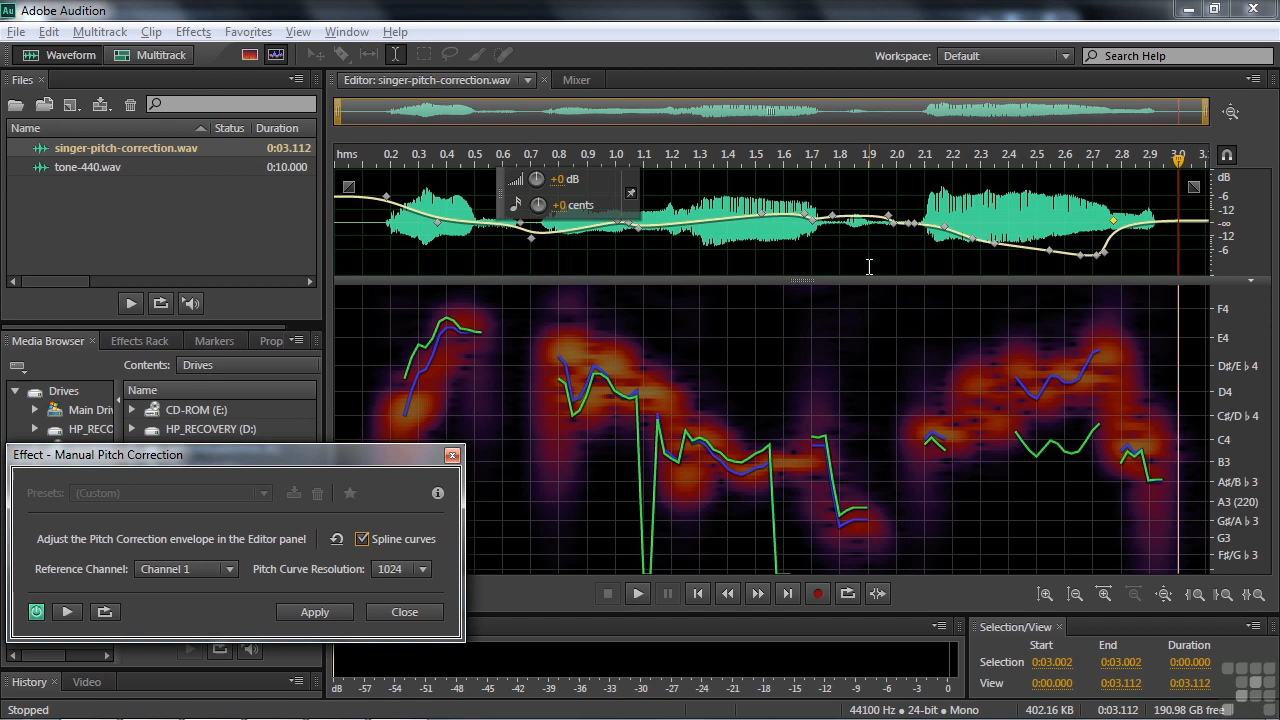 Au Adobe Audition
File Edit Multitrack Clip Effects Favorites View Window Help
Waveform Multitrack Workspace: Default Search Help
Files × Editor: singer-pitch-correction.wav × Mixer
Name Status Duration
singer-pitch-correction.wav 0:03.112
tone-440.wav 0:10.000
hms 0.2 0.3 0.4 0.5 0.6 0.7 0.8 0.9 1.0 1.1 1.2 1.3 1.4 1.5 1.6 1.7 1.8 1.9 2.0 2.1 2.2 2.3 2.4 2.5 2.6 2.7 2.8 2.9 3.0 3.
+0 dB
+0 cents
dB
-6
-12
-∞
-12
-6
F4
E4
D♯/E ♭ 4
D4
C♯/D ♭ 4
C4
B3
A♯/B ♭ 3
A3 (220)
G♯/A ♭ 3
G3
F♯/G ♭ 3
Media Browser × Effects Rack Markers Prop
Contents: Drives
Drives Name
Main Driv CD-ROM (E:)
HP_RECC HP_RECOVERY (D:)
Effect - Manual Pitch Correction
Presets: (Custom)
Adjust the Pitch Correction envelope in the Editor panel Spline curves
Reference Channel: Channel 1 Pitch Curve Resolution: 1024
Apply Close
History × Video
dB -57 -54 -51 -48 -45 -42 -39 -36 -33 -30 -27 -24 -21 -18 -15 -12 -9 -6 -3 0
Selection/View ×
Start End Duration
Selection 0:03.002 0:03.002 0:00.000
View 0:00.000 0:03.112 0:03.112
Stopped 44100 Hz ● 24-bit ● Mono 402.16 KB 0:03.112 190.98 GB free